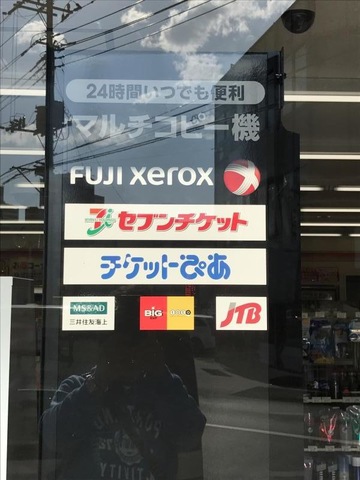 24時間いつでも便利
マルチコピー機
FUJI xerox
セブンチケット
チケットぴあ
MS&AD
三井住友海上
BIG
JTB